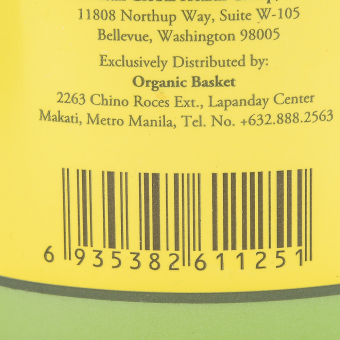 11808 Northup Way, Suite W-105
Bellevue, Washington 98005
Exclusively Distributed by:
Organic Basket
2263 Chino Roces Ext., Lapanday Center
Makati, Metro Manila, Tel. No. +632.888.2563
6 935382 611251